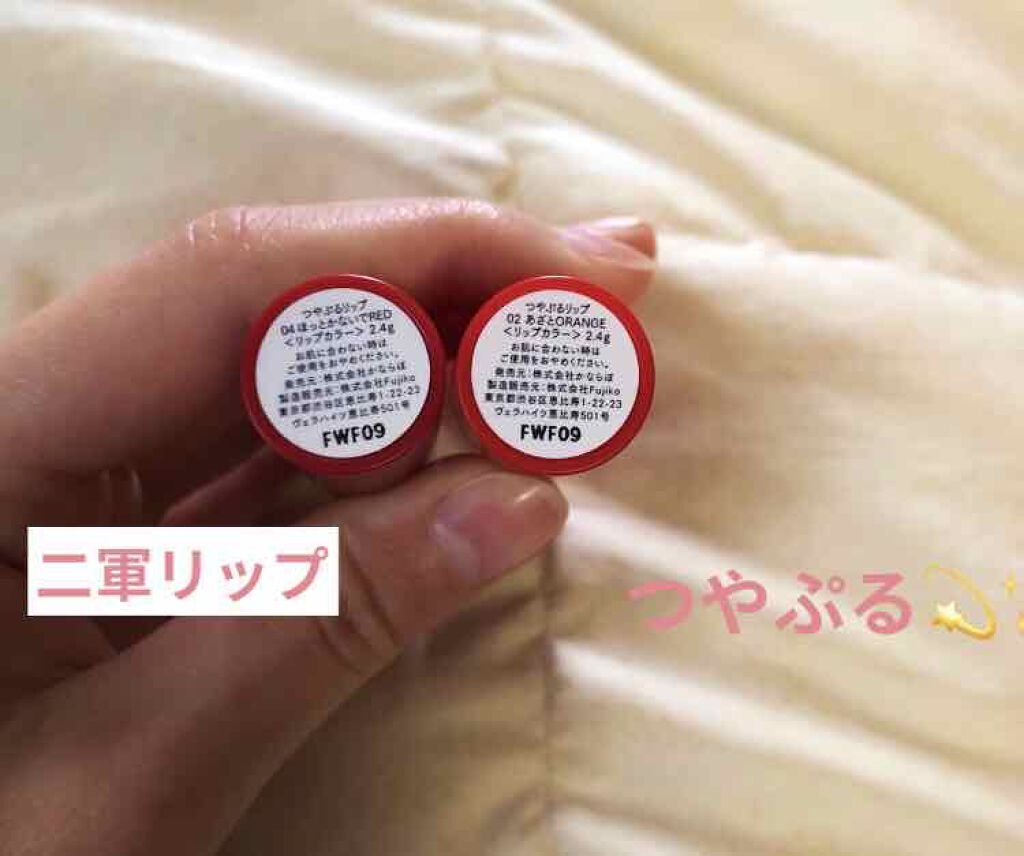 つやぷるリップ
04 ほっとかないでRED
<リップカラー> 2.4g
お肌に合わない時は
ご使用をおやめください。
発売元：株式会社かならぼ
製造販売元：株式会社Fujiko
東京都渋谷区恵比寿1-22-23
ヴェラハイツ恵比寿501号
FWF09
つやぷるリップ
02 あざとORANGE
<リップカラー> 2.4g
お肌に合わない時は
ご使用をおやめください。
発売元：株式会社かならぼ
製造販売元：株式会社Fujiko
東京都渋谷区恵比寿1-22-23
ヴェラハイツ恵比寿501号
FWF09
二軍リップ
つやぷる💫✨